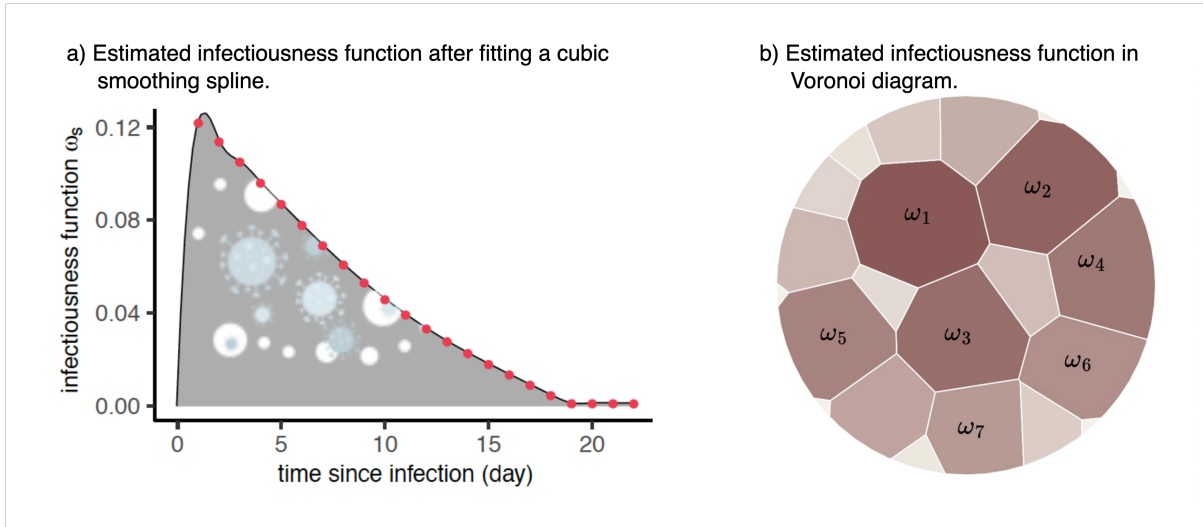 a) Estimated infectiousness function after fitting a cubic
smoothing spline.
infectiousness function ωs
0.12
0.08
0.04
0.00
0
5
10
15
20
time since infection (day)
b) Estimated infectiousness function in
Voronoi diagram.
ω1
ω2
ω3
ω4
ω5
ω6
ω7